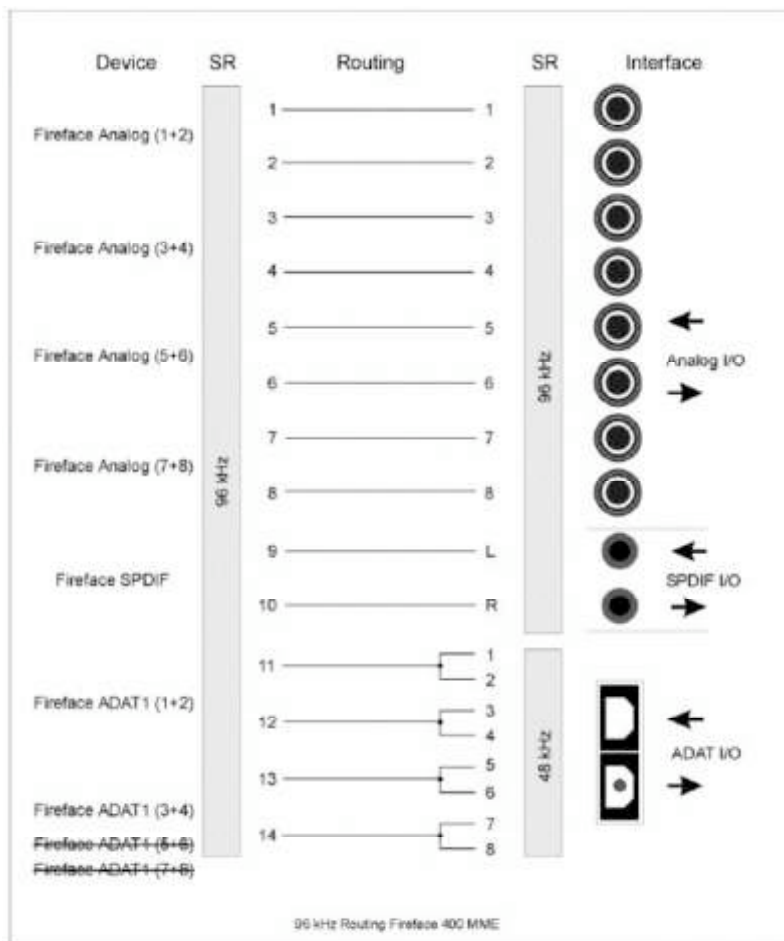 Device SR Routing SR Interface
1 1
Fireface Analog (1+2)
2 2
3 3
Fireface Analog (3+4)
4 4
5 5
Fireface Analog (5+6) Analog I/O
6 6
96 kHz
7 7
Fireface Analog (7+8)
96 kHz
8 8
9 L
Fireface SPDIF SPDIF I/O
10 R
11 1
2
Fireface ADAT1 (1+2)
12 3
4
48 kHz
ADAT I/O
13 5
6
Fireface ADAT1 (3+4)
14 7
8
Fireface ADAT1 (5+6)
Fireface ADAT1 (7+8)
96 kHz Routing Fireface 400 MME